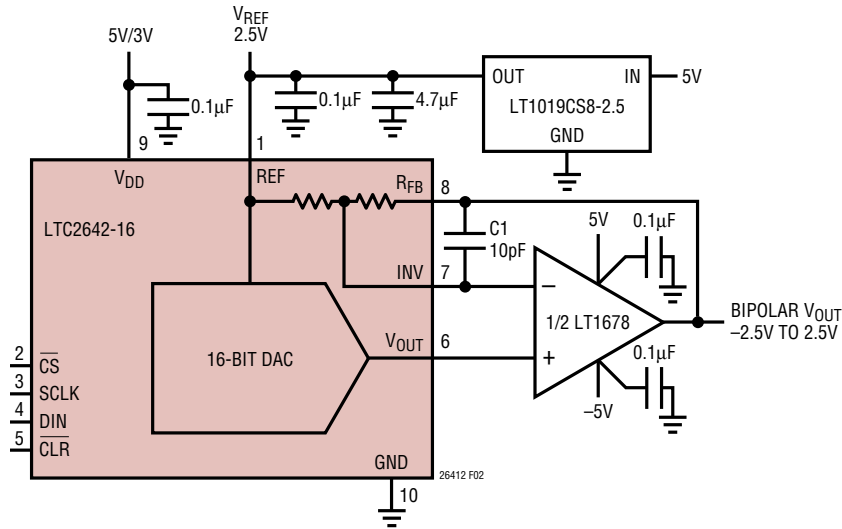 5V/3V
VREF
2.5V
0.1µF
0.1µF
4.7µF
OUT
IN
5V
LT1019CS8-2.5
GND
9
1
VDD
REF
RFB
8
LTC2642-16
C1
10pF
5V
0.1µF
INV
7
–
1/2 LT1678
BIPOLAR VOUT
–2.5V TO 2.5V
16-BIT DAC
VOUT
6
+
0.1µF
–5V
2
CS
3
SCLK
4
DIN
5
CLR
GND
10
26412 F02